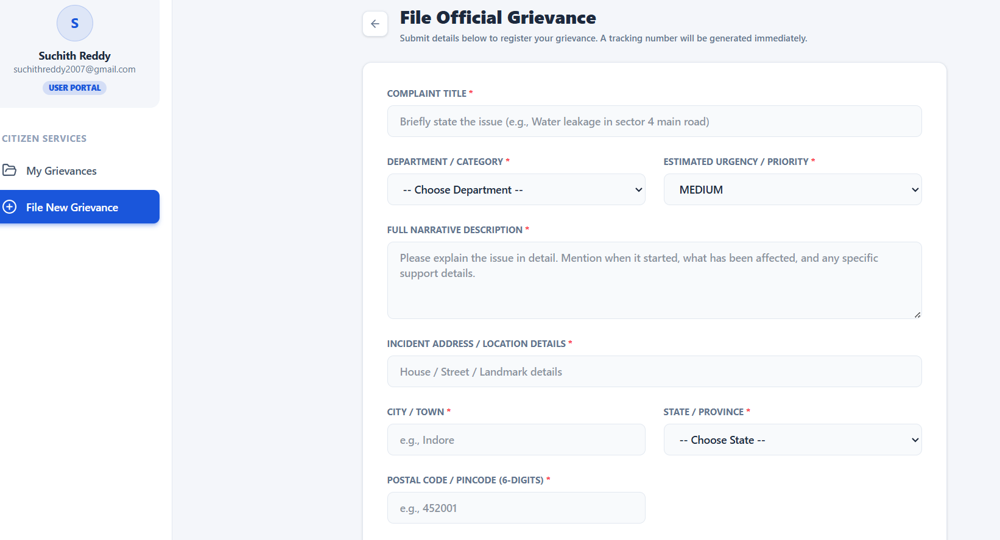 S
Suchith Reddy
suchithreddy2007@gmail.com
USER PORTAL
CITIZEN SERVICES
My Grievances
File New Grievance
File Official Grievance
Submit details below to register your grievance. A tracking number will be generated immediately.
COMPLAINT TITLE *
Briefly state the issue (e.g., Water leakage in sector 4 main road)
DEPARTMENT / CATEGORY *
-- Choose Department --
ESTIMATED URGENCY / PRIORITY *
MEDIUM
FULL NARRATIVE DESCRIPTION *
Please explain the issue in detail. Mention when it started, what has been affected, and any specific
support details.
INCIDENT ADDRESS / LOCATION DETAILS *
House / Street / Landmark details
CITY / TOWN *
e.g., Indore
STATE / PROVINCE *
-- Choose State --
POSTAL CODE / PINCODE (6-DIGITS) *
e.g., 452001